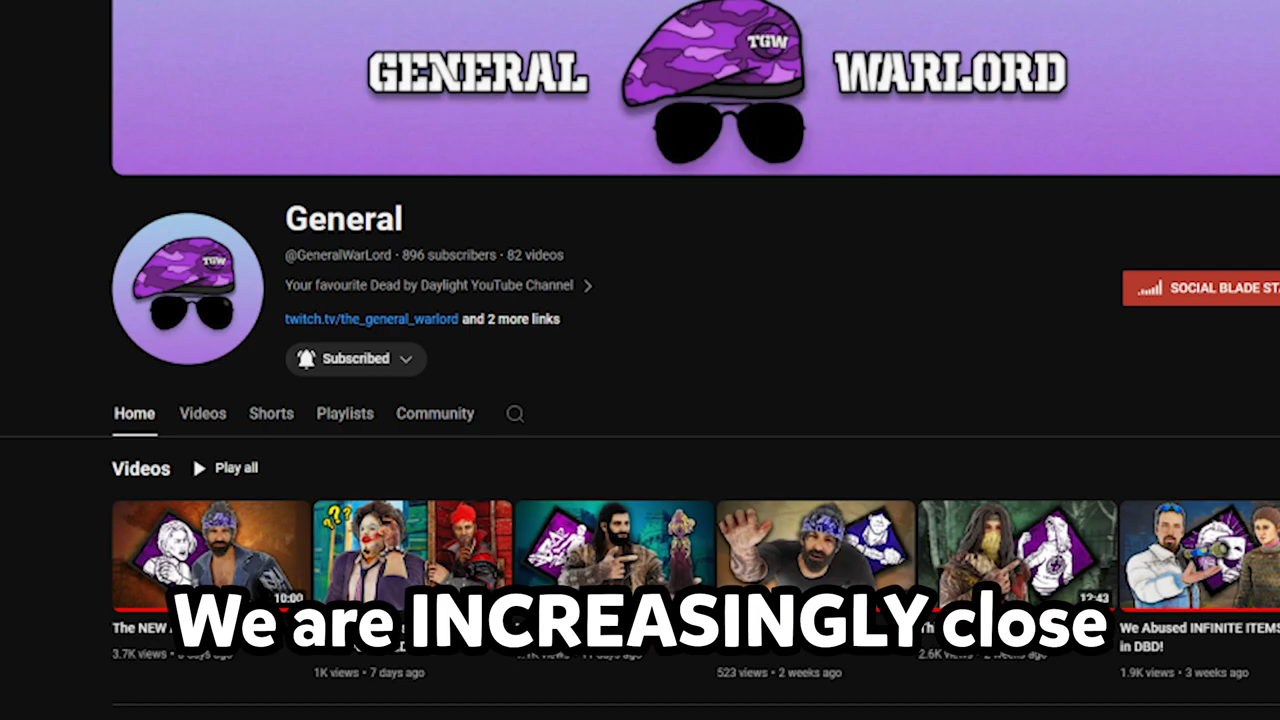 GENERAL TGW WARLORD
TGW
General
@GeneralWarLord · 896 subscribers · 82 videos
Your favourite Dead by Daylight YouTube Channel
twitch.tv/the_general_warlord and 2 more links
SOCIAL BLADE
Subscribed
Home Videos Shorts Playlists Community
Videos Play all
???
10:00
12:43
We are INCREASINGLY close
The NEW
We Abused INFINITE ITEMS
in DBD!
3.7K views
2.6K
1K views • 7 days ago
523 views • 2 weeks ago
1.9K views • 3 weeks ago